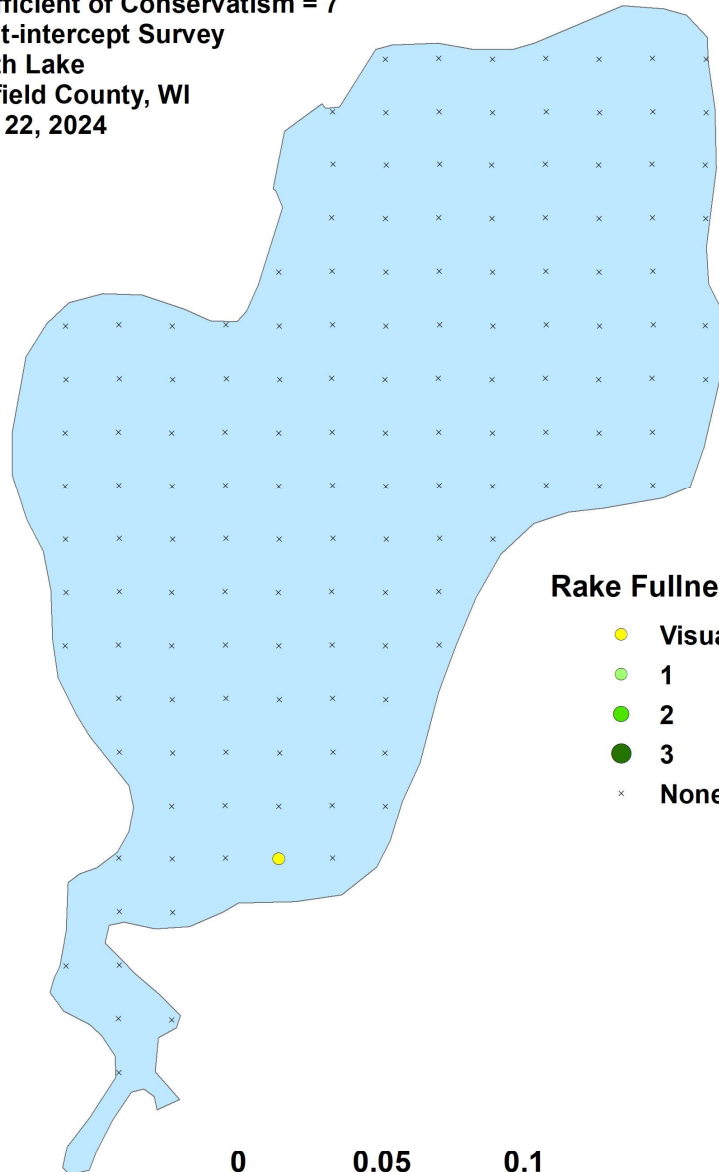 efficient of Conservatism = 7
t-intercept Survey
th Lake
field County, WI
22, 2024
Rake Fullne
Visua
1
2
3
None
0 0.05 0.1